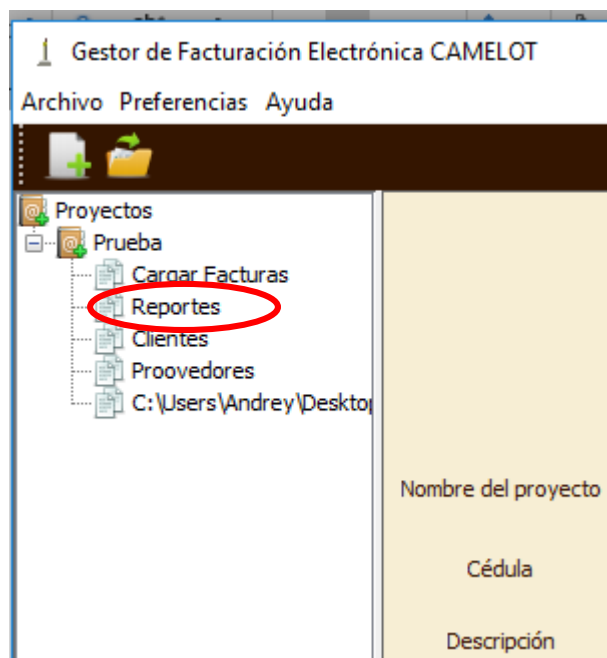 Gestor de Facturación Electrónica CAMELOT
Archivo Preferencias Ayuda
Proyectos
Prueba
Cargar Facturas
Reportes
Clientes
Proovedores
C:\Users\Andrey\Desktop
Nombre del proyecto
Cédula
Descripción